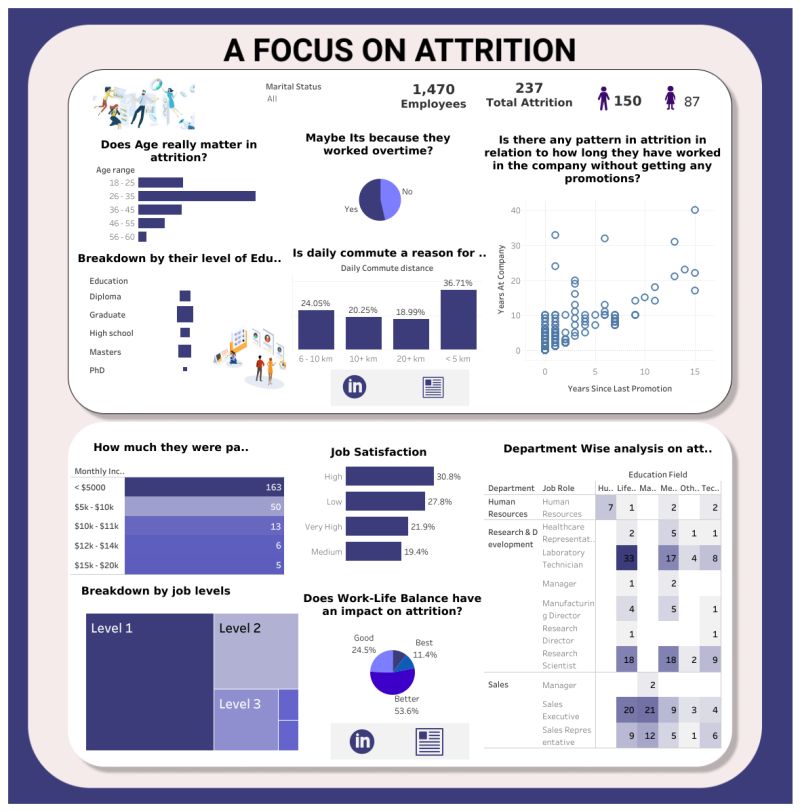 A FOCUS ON ATTRITION
Marital Status
All
1,470
Employees
237
Total Attrition
150
87
Does Age really matter in
attrition?
Age range
18 - 25
26 - 35
36 - 45
46 - 55
56 - 60
Maybe Its because they
worked overtime?
No
Yes
Is there any pattern in attrition in
relation to how long they have worked
in the company without getting any
promotions?
Years At Company
40
30
20
10
0
0
5
10
15
Years Since Last Promotion
Breakdown by their level of Edu..
Education
Diploma
Graduate
High school
Masters
PhD
Is daily commute a reason for ..
Daily Commute distance
24.05%
20.25%
18.99%
36.71%
6 - 10 km
10+ km
20+ km
< 5 km
in
How much they were pa..
Monthly Inc..
< $5000 163
$5k - $10k 50
$10k - $11k 13
$12k - $14k 6
$15k - $20k 5
Job Satisfaction
High 30.8%
Low 27.8%
Very High 21.9%
Medium 19.4%
Breakdown by job levels
Level 1
Level 2
Level 3
Does Work-Life Balance have
an impact on attrition?
Good
24.5%
Best
11.4%
Better
53.6%
in
Department Wise analysis on att..
Education Field
Department Job Role Hu.. Life.. Ma.. Me.. Oth.. Tec..
Human
Resources
Human
Resources
7 1 2 2
Research & D
evelopment
Healthcare
Representat..
2 5 1 1
Laboratory
Technician
33 17 4 8
Manager 1 2
Manufacturin
g Director
4 5 1
Research
Director
1 1
Research
Scientist
18 18 2 9
Sales Manager 2
Sales
Executive
20 21 9 3 4
Sales Repres
entative
9 12 5 1 6